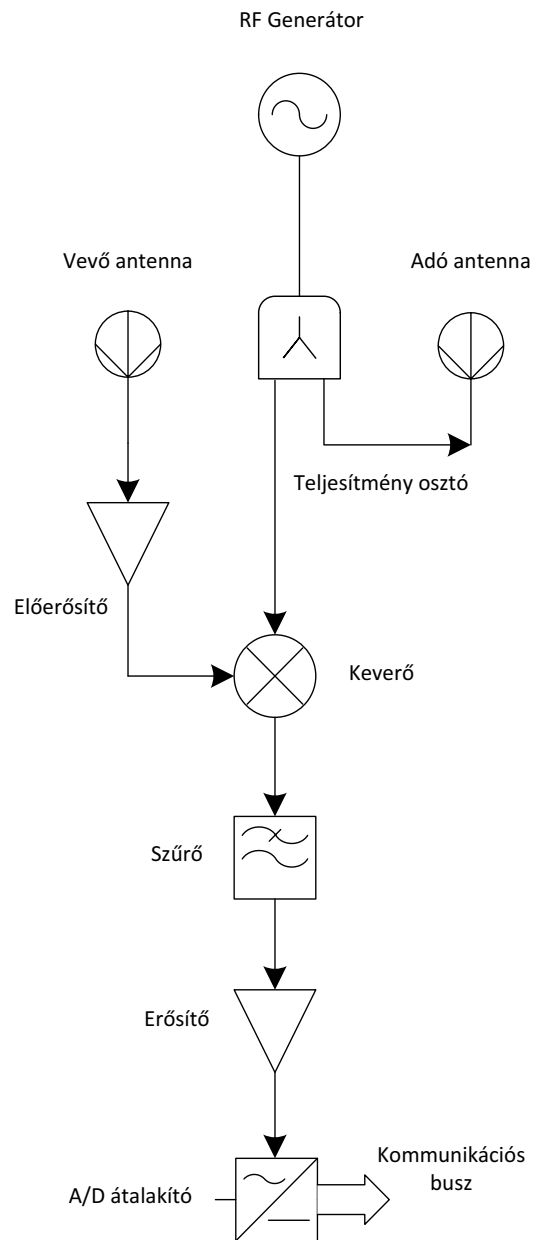 RF Generátor
Vevő antenna
Adó antenna
Teljesítmény osztó
Előerősítő
Keverő
Szűrő
Erősítő
Kommunikációs
busz
A/D átalakító